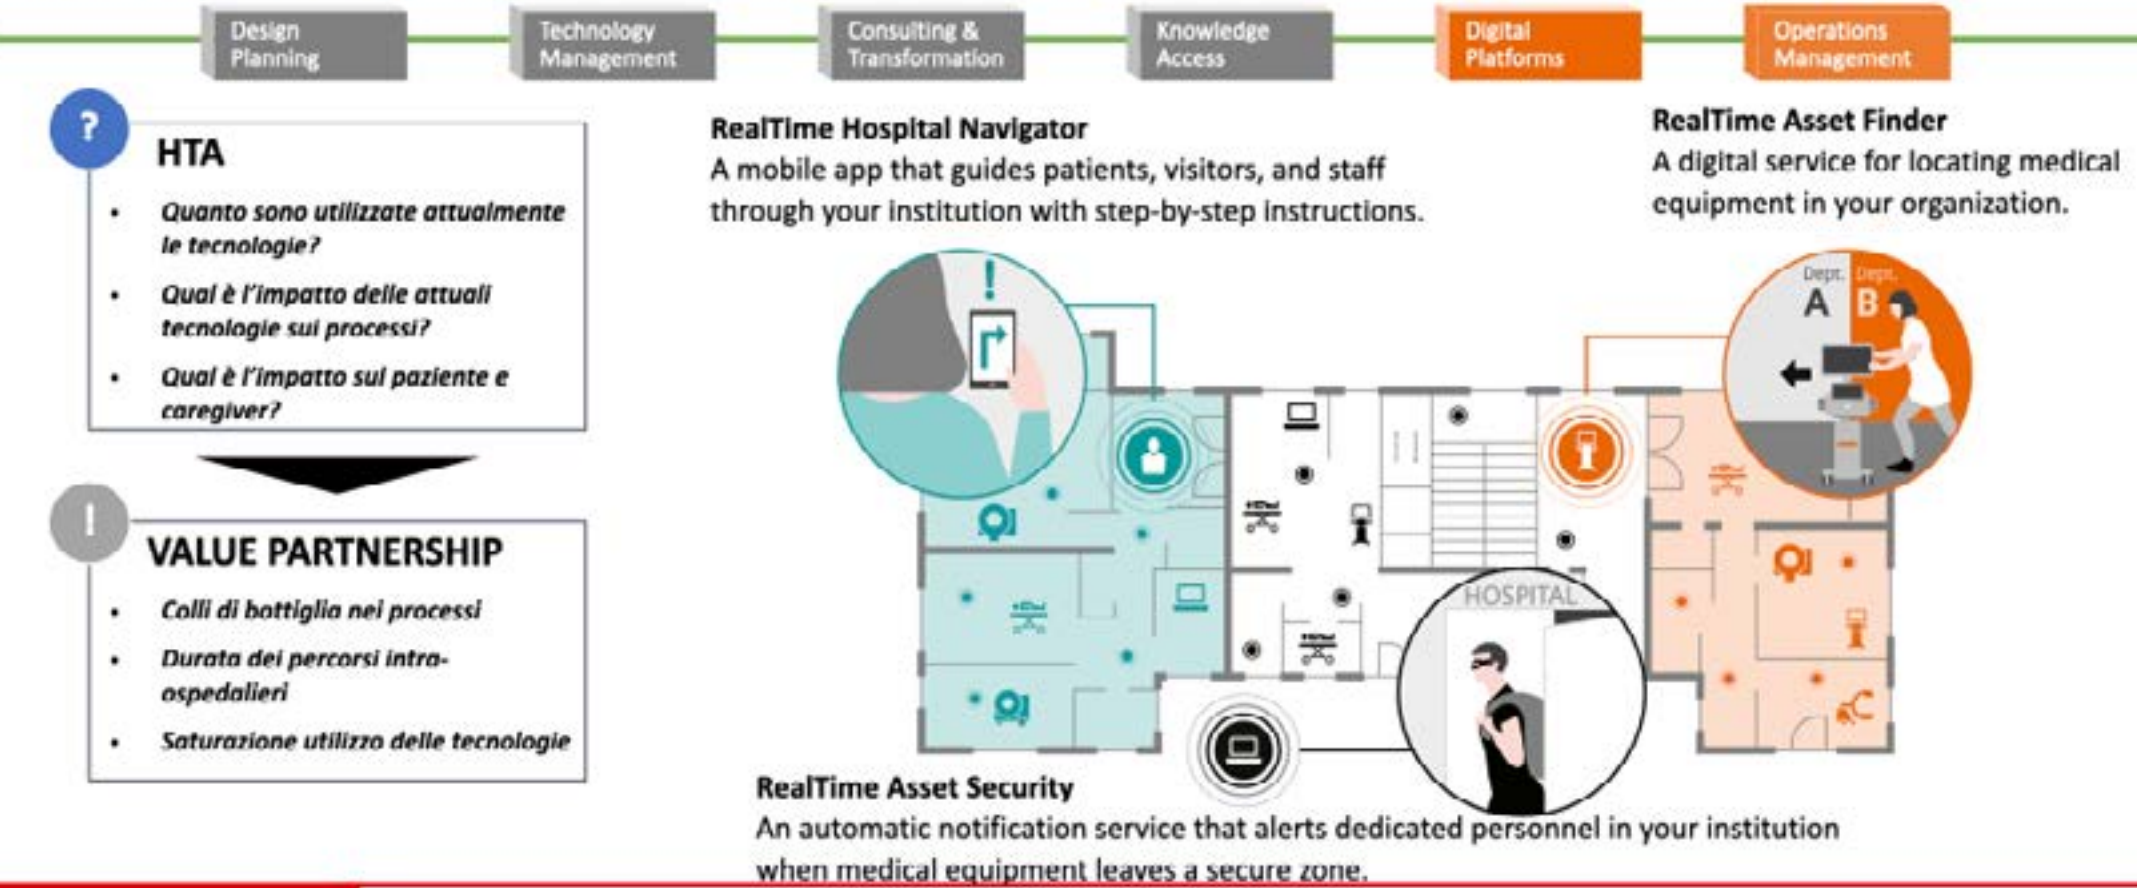 Design
Planning
Technology
Management
Consulting &
Transformation
Knowledge
Access
Digital
Platforms
Operations
Management
?
HTA
• Quanto sono utilizzate attualmente
le tecnologie?
• Qual è l'impatto delle attuali
tecnologie sui processi?
• Qual è l'impatto sul paziente e
caregiver?
!
VALUE PARTNERSHIP
• Colli di bottiglia nei processi
• Durata dei percorsi intra-
ospedalieri
• Saturazione utilizzo delle tecnologie
RealTime Hospital Navigator
A mobile app that guides patients, visitors, and staff
through your institution with step-by-step instructions.
RealTime Asset Finder
A digital service for locating medical
equipment in your organization.
!
Dept. Dept.
A B
HOSPITAL
RealTime Asset Security
An automatic notification service that alerts dedicated personnel in your institution
when medical equipment leaves a secure zone.